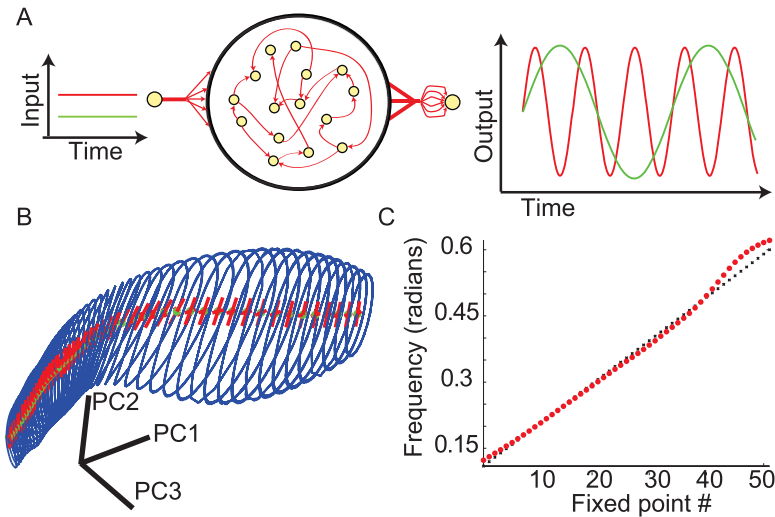 A
Input
Time
Output
Time
B
PC2
PC1
PC3
C
Frequency (radians)
0.6
0.45
0.3
0.15
10 20 30 40 50
Fixed point #